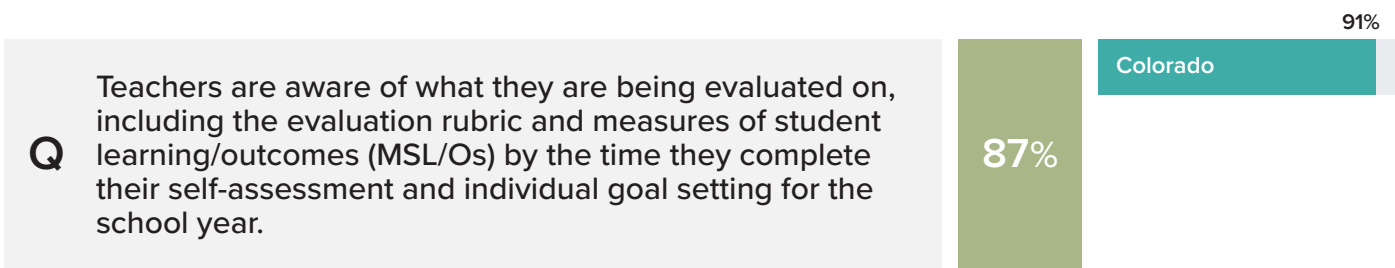 91%
Colorado
Teachers are aware of what they are being evaluated on,
including the evaluation rubric and measures of student
Q learning/outcomes (MSL/Os) by the time they complete
their self-assessment and individual goal setting for the
school year.
87%